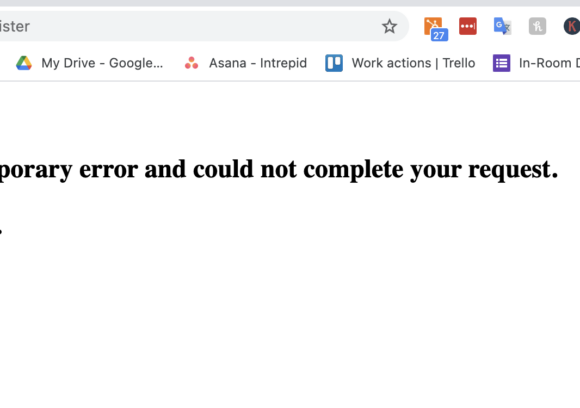 ister
27
My Drive - Google...
Asana - Intrepid
Work actions | Trello
In-Room D
porary error and could not complete your request.